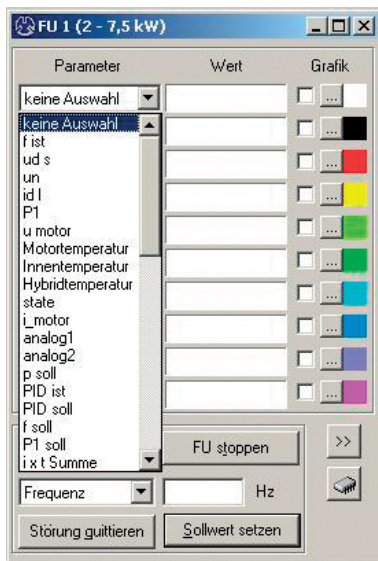 FU 1 (2 - 7,5 kW)
Parameter Wert Grafik
keine Auswahl ...
keine Auswahl ...
f ist
ud s ...
un
id l ...
P1
u motor ...
Motortemperatur
Innentemperatur ...
Hybridtemperatur
state ...
i_motor
analog1 ...
analog2
p soll ...
PID ist
PID soll ...
f soll
P1 soll
i x t Summe
FU stoppen >>
Frequenz Hz
Störung guittieren Sollwert setzen